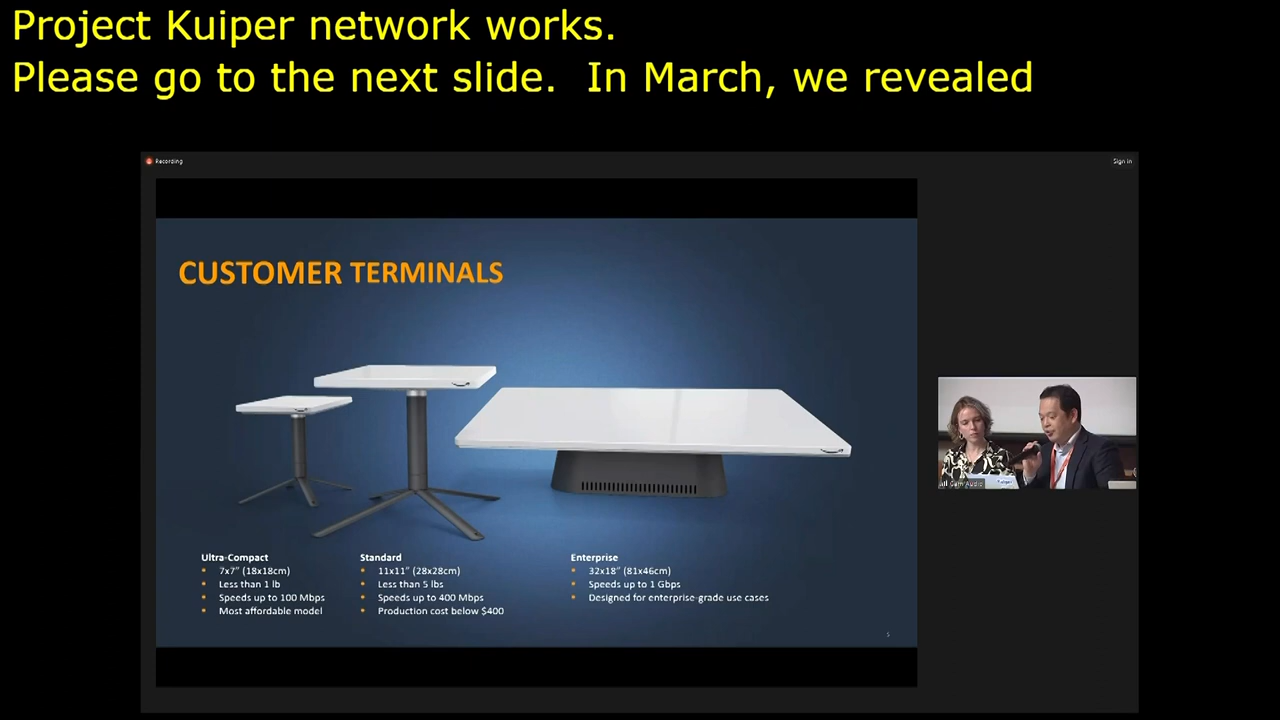 Project Kuiper network works.
Please go to the next slide.  In March, we revealed
Recording
Sign in
CUSTOMER TERMINALS
Ultra-Compact
• 7x7" (18x18cm)
• Less than 1 lb
• Speeds up to 100 Mbps
• Most affordable model
Standard
• 11x11" (28x28cm)
• Less than 5 lbs
• Speeds up to 400 Mbps
• Production cost below $400
Enterprise
• 32x18" (81x46cm)
• Speeds up to 1 Gbps
• Designed for enterprise-grade use cases
5
Audio